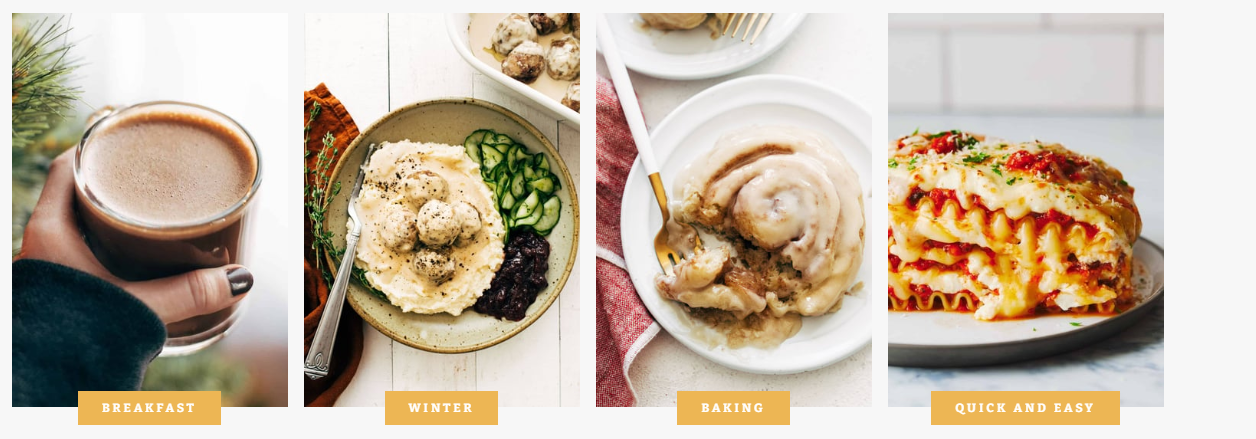 BREAKFAST
WINTER
BAKING
QUICK AND EASY